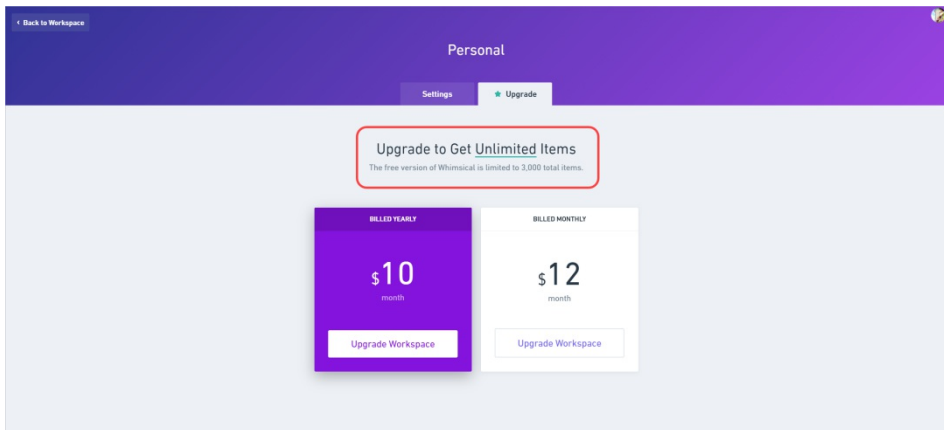 Back to Workspace
Personal
Settings
Upgrade
Upgrade to Get Unlimited Items
The free version of Whimsical is limited to 3,000 total items.
BILLED YEARLY
$10
month
Upgrade Workspace
BILLED MONTHLY
$12
month
Upgrade Workspace